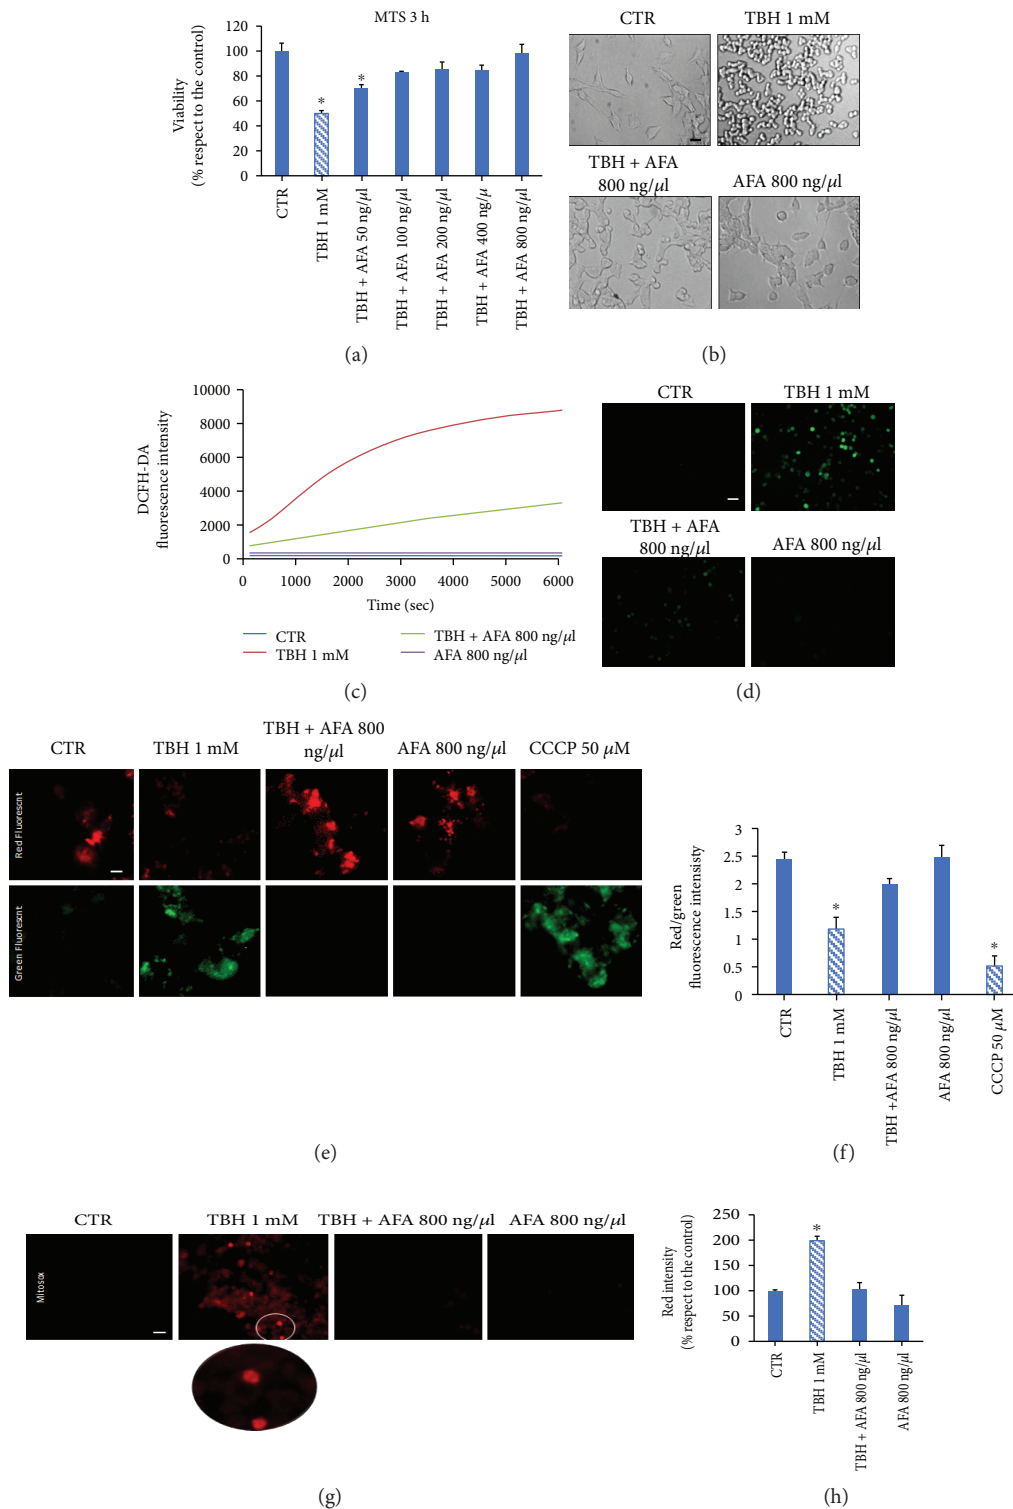 MTS 3 h
Viability
(% respect to the control)
120
100
80
60
40
20
0
CTR
TBH 1 mM
TBH + AFA 50 ng/µl
TBH + AFA 100 ng/µl
TBH + AFA 200 ng/µl
TBH + AFA 400 ng/µ
TBH + AFA 800 ng/µl
*
*
(a)
CTR
TBH 1 mM
TBH + AFA
800 ng/µl
AFA 800 ng/µl
(b)
DCFH-DA
fluorescence intensity
10000
8000
6000
4000
2000
0
0 1000 2000 3000 4000 5000 6000
Time (sec)
CTR
TBH 1 mM
TBH + AFA 800 ng/µl
AFA 800 ng/µl
(c)
CTR
TBH 1 mM
TBH + AFA
800 ng/µl
AFA 800 ng/µl
(d)
CTR
TBH 1 mM
TBH + AFA 800
ng/µl
AFA 800 ng/µl
CCCP 50 µM
Red Fluorescnt
Green Fluorescnt
(e)
Red/green
fluorescence intensisty
3
2.5
2
1.5
1
0.5
0
*
*
CTR
TBH 1 mM
TBH +AFA 800 ng/µl
AFA 800 ng/µl
CCCP 50 µM
(f)
CTR
TBH 1 mM
TBH + AFA 800 ng/µl
AFA 800 ng/µl
Mitosox
(g)
Red intensity
(% respect to the control)
250
200
150
100
50
0
*
CTR
TBH 1 mM
TBH + AFA 800 ng/µl
AFA 800 ng/µl
(h)